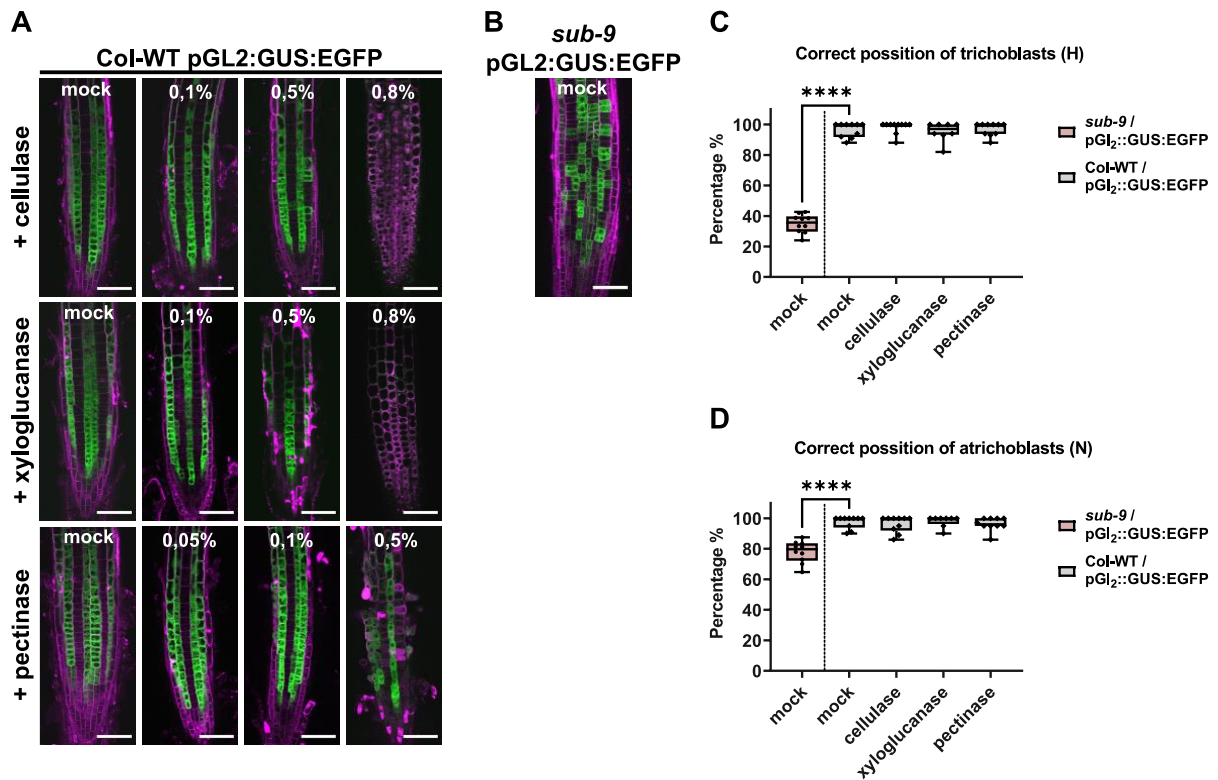 A
Col-WT pGL2:GUS:EGFP
mock
0,1%
0,5%
0,8%
+ cellulase
mock
0,1%
0,5%
0,8%
+ xyloglucanase
mock
0,05%
0,1%
0,5%
+ pectinase
B
sub-9
pGL2:GUS:EGFP
mock
C
Correct possition of trichoblasts (H)
****
Percentage %
100
80
60
40
20
0
mock
mock
cellulase
xyloglucanase
pectinase
sub-9 /
pGl₂::GUS:EGFP
Col-WT /
pGl₂::GUS:EGFP
D
Correct possition of atrichoblasts (N)
****
Percentage %
100
80
60
40
20
0
mock
mock
cellulase
xyloglucanase
pectinase
sub-9 /
pGl₂::GUS:EGFP
Col-WT /
pGl₂::GUS:EGFP